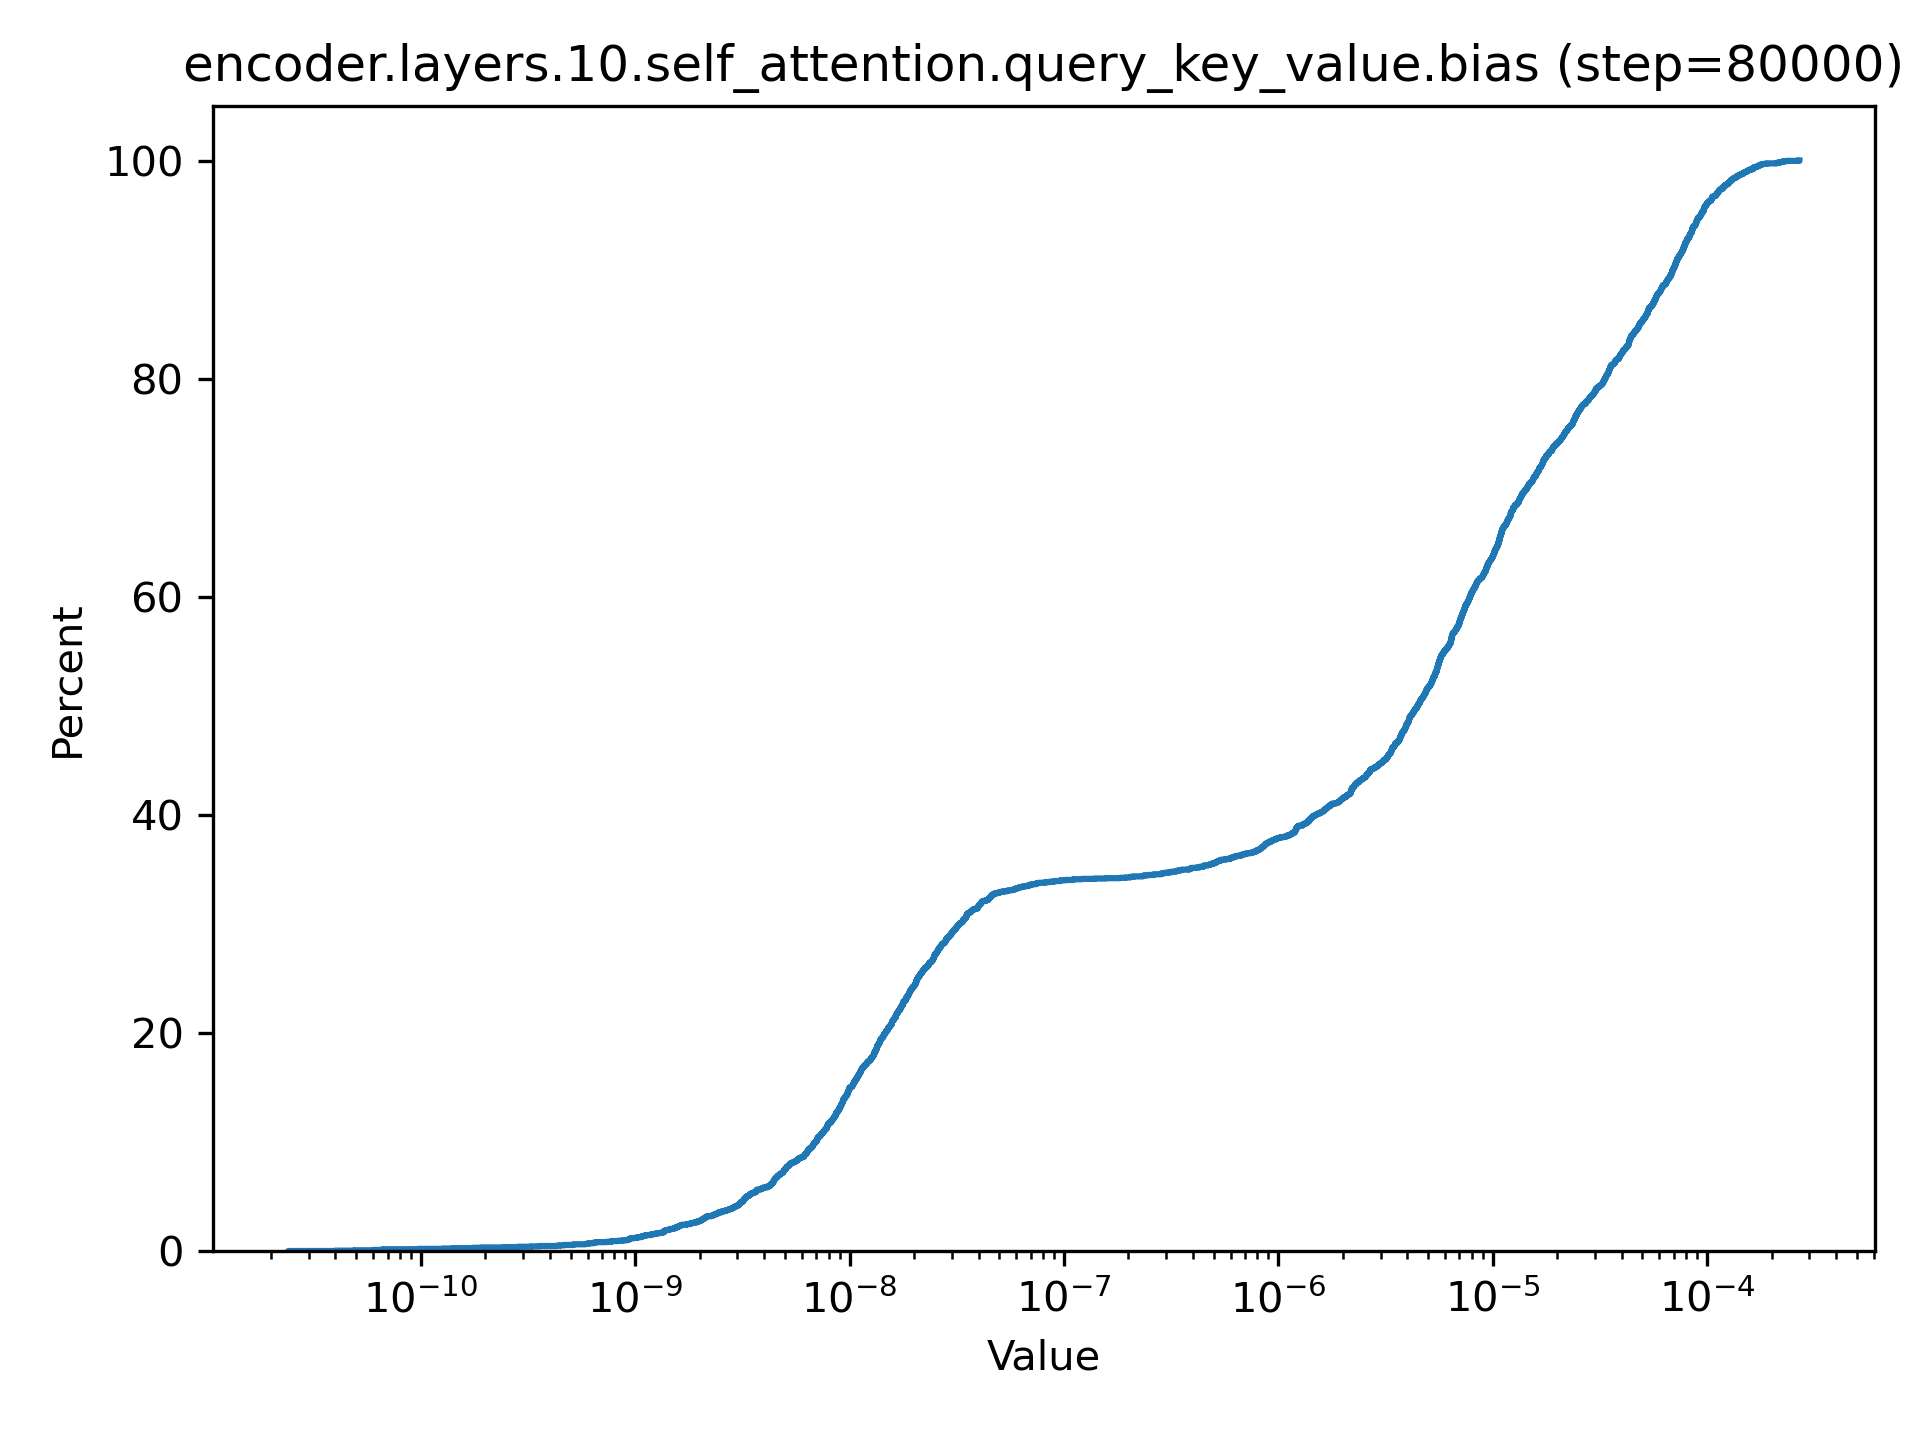 encoder.layers.10.self_attention.query_key_value.bias (step=80000)
100
80
60
40
20
0
Percent
10⁻¹⁰ 10⁻⁹ 10⁻⁸ 10⁻⁷ 10⁻⁶ 10⁻⁵ 10⁻⁴
Value